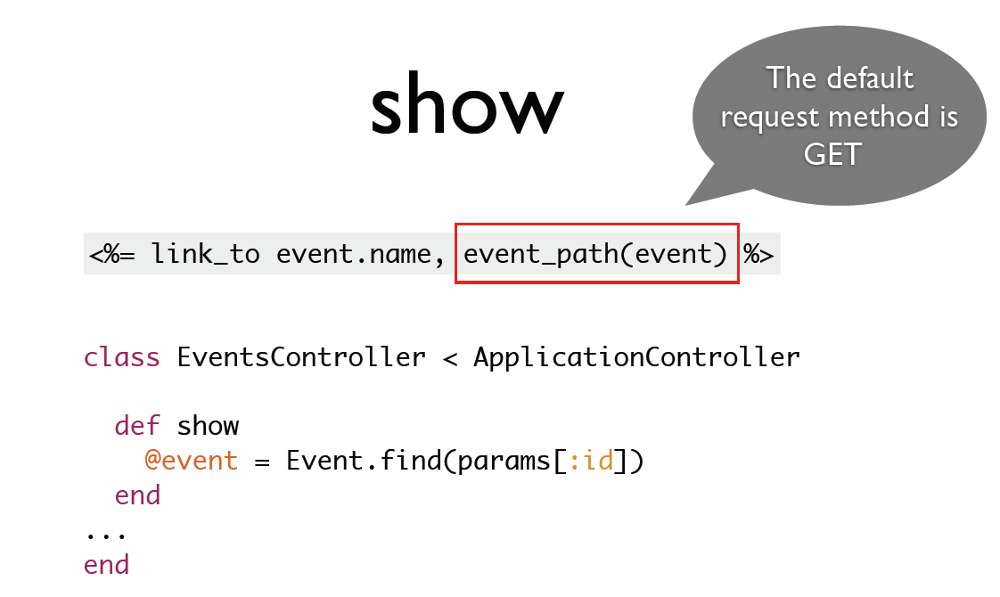 show
The default
request method is
GET
<%= link_to event.name, event_path(event) %>
class EventsController < ApplicationController
  def show
    @event = Event.find(params[:id])
  end
...
end